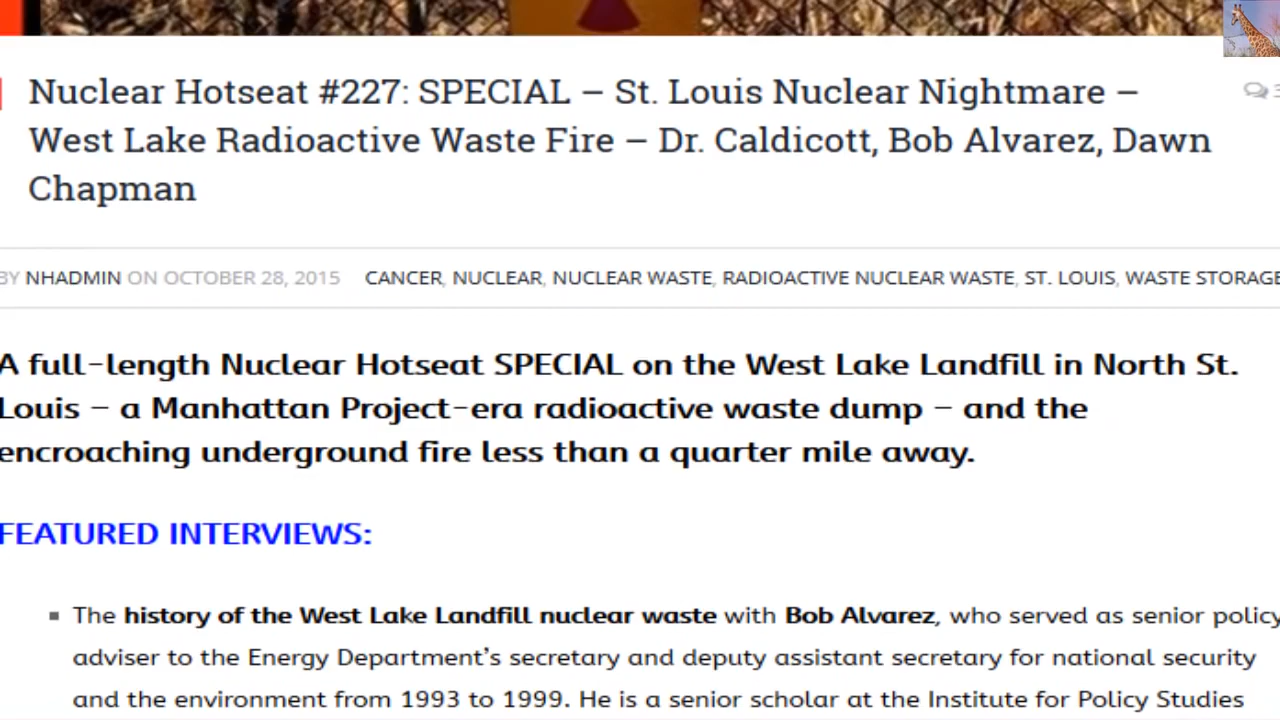 Nuclear Hotseat #227: SPECIAL – St. Louis Nuclear Nightmare –
West Lake Radioactive Waste Fire – Dr. Caldicott, Bob Alvarez, Dawn
Chapman
BY NHADMIN ON OCTOBER 28, 2015 CANCER, NUCLEAR, NUCLEAR WASTE, RADIOACTIVE NUCLEAR WASTE, ST. LOUIS, WASTE STORAGE
A full-length Nuclear Hotseat SPECIAL on the West Lake Landfill in North St.
Louis – a Manhattan Project-era radioactive waste dump – and the
encroaching underground fire less than a quarter mile away.
FEATURED INTERVIEWS:
The history of the West Lake Landfill nuclear waste with Bob Alvarez, who served as senior policy
adviser to the Energy Department's secretary and deputy assistant secretary for national security
and the environment from 1993 to 1999. He is a senior scholar at the Institute for Policy Studies